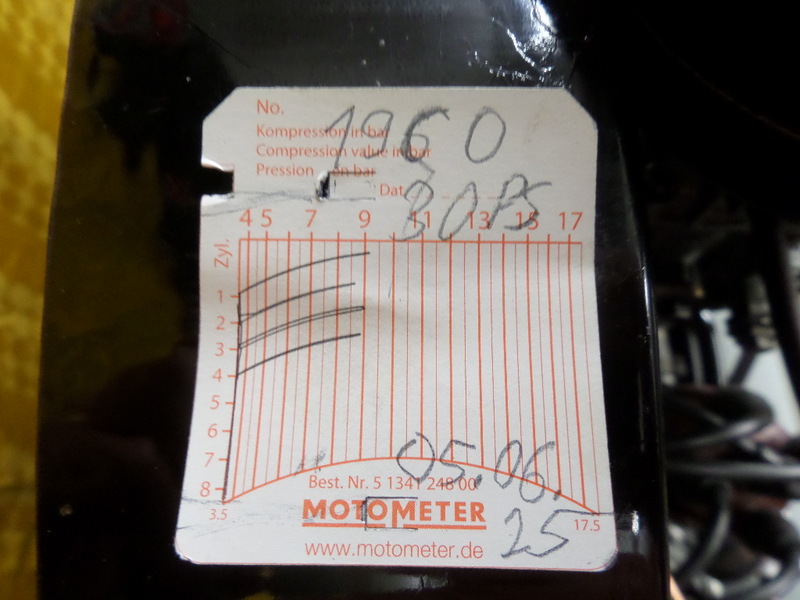 No.
Kompression in bar
1960
Compression value in bar
Pression en bar
Dat.
80PS
4 5 7 9 11 13 15 17
Zyl.
1
2
3
4
5
6
7
8
3.5
17.5
05.06.
25
Best. Nr. 5 1341 248 00
MOTOMETER
www.motometer.de